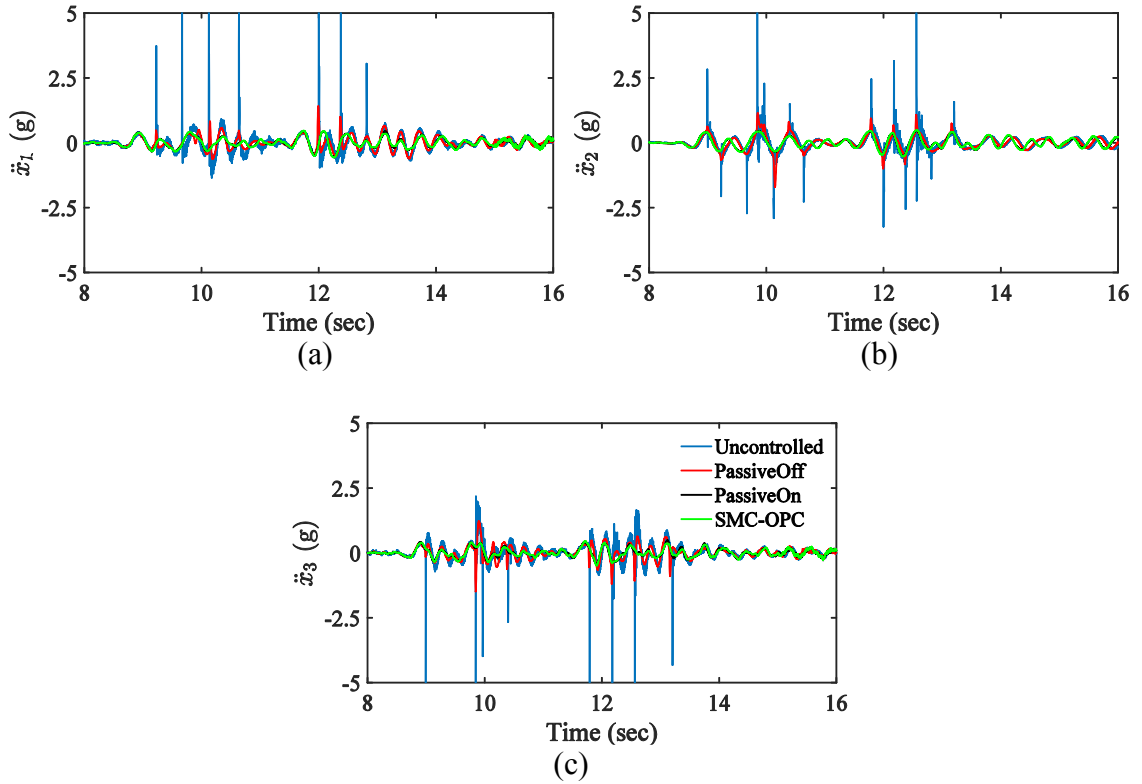 5
2.5
0
-2.5
-5
ẍ1 (g)
8 10 12 14 16
Time (sec)
(a)
5
2.5
0
-2.5
-5
ẍ2 (g)
8 10 12 14 16
Time (sec)
(b)
5
2.5
0
-2.5
-5
ẍ3 (g)
Uncontrolled
PassiveOff
PassiveOn
SMC-OPC
8 10 12 14 16
Time (sec)
(c)